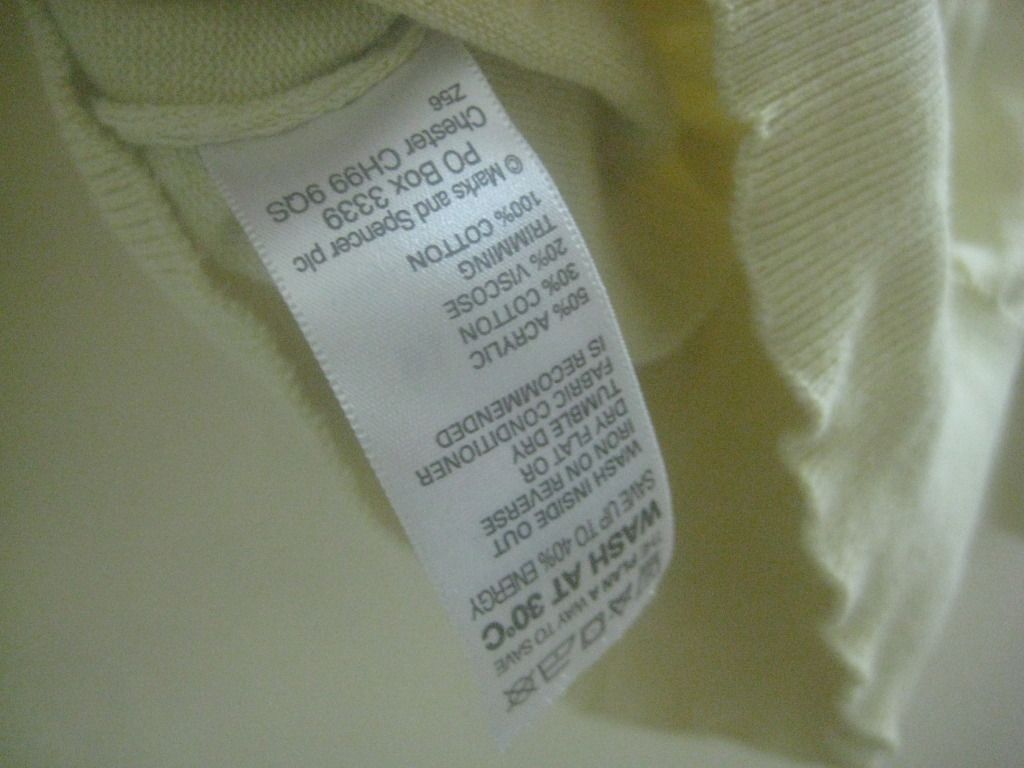 THE PLAN A WAY TO SAVE
WASH AT 30°C
SAVE UP TO 40% ENERGY
WASH INSIDE OUT
IRON ON REVERSE
DRY FLAT OR
TUMBLE DRY
FABRIC CONDITIONER
IS RECOMMENDED
50% ACRYLIC
30% COTTON
20% VISCOSE
TRIMMING
100% COTTON
© Marks and Spencer plc
PO Box 3339
Chester CH99 9QS
Z56